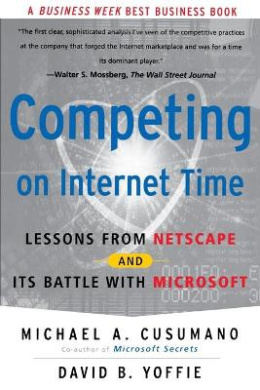 A BUSINESS WEEK BEST BUSINESS BOOK
"The first clear, sophisticated analysis I've seen of the competitive practices
at the company that forged the Internet marketplace and was for a time
its dominant player."
—Walter S. Mossberg, The Wall Street Journal
Competing
on Internet Time
LESSONS FROM NETSCAPE
AND
ITS BATTLE WITH MICROSOFT
MICHAEL A. CUSUMANO
Co-author of Microsoft Secrets
DAVID B. YOFFIE